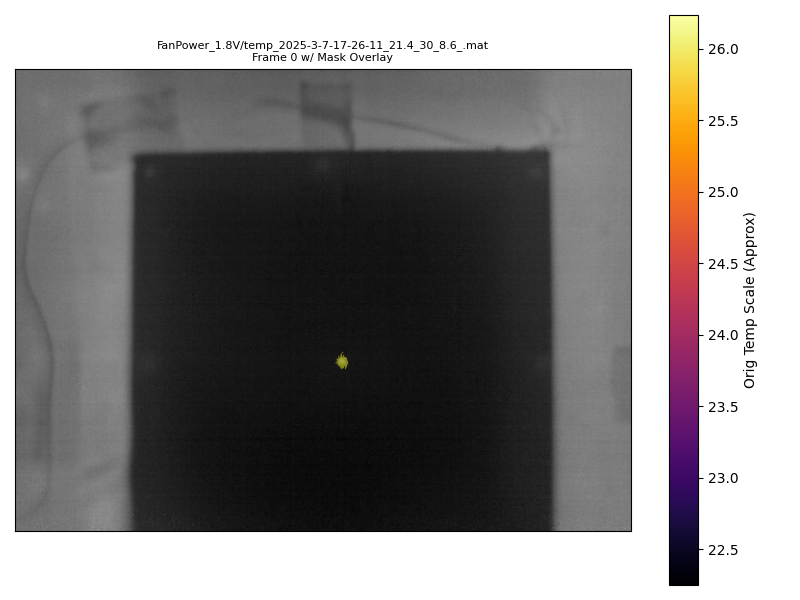 FanPower_1.8V/temp_2025-3-7-17-26-11_21.4_30_8.6_.mat
Frame 0 w/ Mask Overlay
26.0
25.5
25.0
24.5
24.0
23.5
23.0
22.5
Orig Temp Scale (Approx)